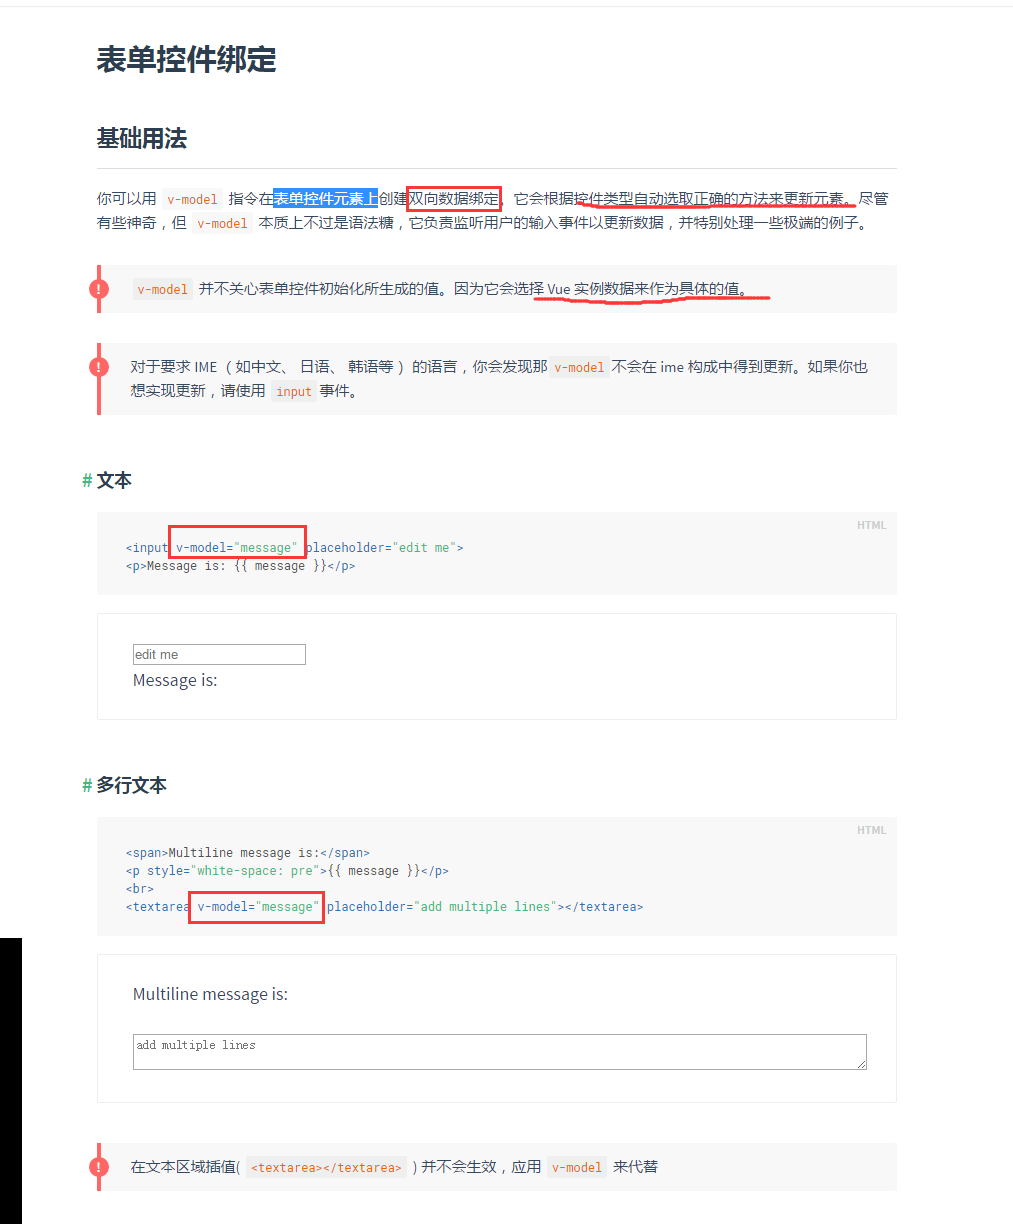 表单控件绑定
基础用法
你可以用 v-model 指令在表单控件元素上创建双向数据绑定。它会根据控件类型自动选取正确的方法来更新元素。尽管
有些神奇，但 v-model 本质上不过是语法糖，它负责监听用户的输入事件以更新数据，并特别处理一些极端的例子。
! v-model 并不关心表单控件初始化所生成的值。因为它会选择 Vue 实例数据来作为具体的值。
! 对于要求 IME （如中文、 日语、 韩语等 ） 的语言，你会发现那 v-model 不会在 ime 构成中得到更新。如果你也
想实现更新，请使用 input 事件。
# 文本
HTML
<input v-model="message" placeholder="edit me">
<p>Message is: {{ message }}</p>
edit me
Message is:
# 多行文本
HTML
<span>Multiline message is:</span>
<p style="white-space: pre">{{ message }}</p>
<br>
<textarea v-model="message" placeholder="add multiple lines"></textarea>
Multiline message is:
add multiple lines
! 在文本区域插值( <textarea></textarea> ) 并不会生效，应用 v-model 来代替